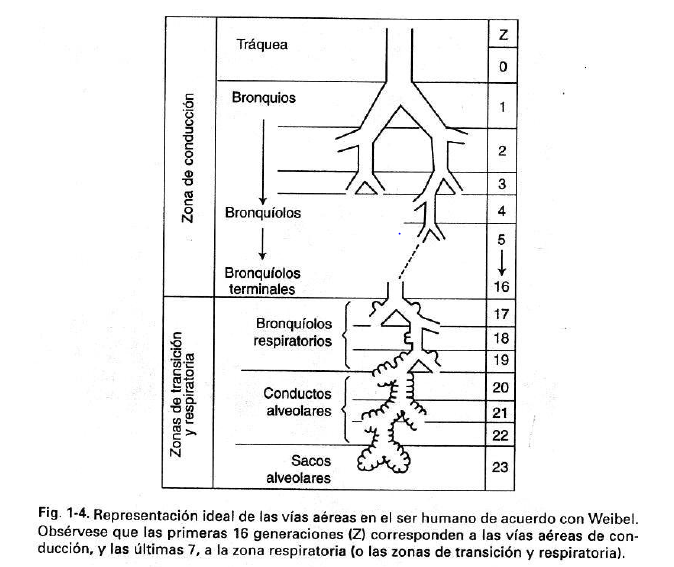 Z
Tráquea
0
Bronquios
1
Zona de conducción
2
3
Bronquíolos
4
5
Bronquíolos
terminales
16
17
Bronquíolos
respiratorios
18
19
Zonas de transición
y respiratoria
20
Conductos
alveolares
21
22
Sacos
alveolares
23
Fig. 1-4. Representación ideal de las vías aéreas en el ser humano de acuerdo con Weibel.
Obsérvese que las primeras 16 generaciones (Z) corresponden a las vías aéreas de con-
ducción, y las últimas 7, a la zona respiratoria (o las zonas de transición y respiratoria).